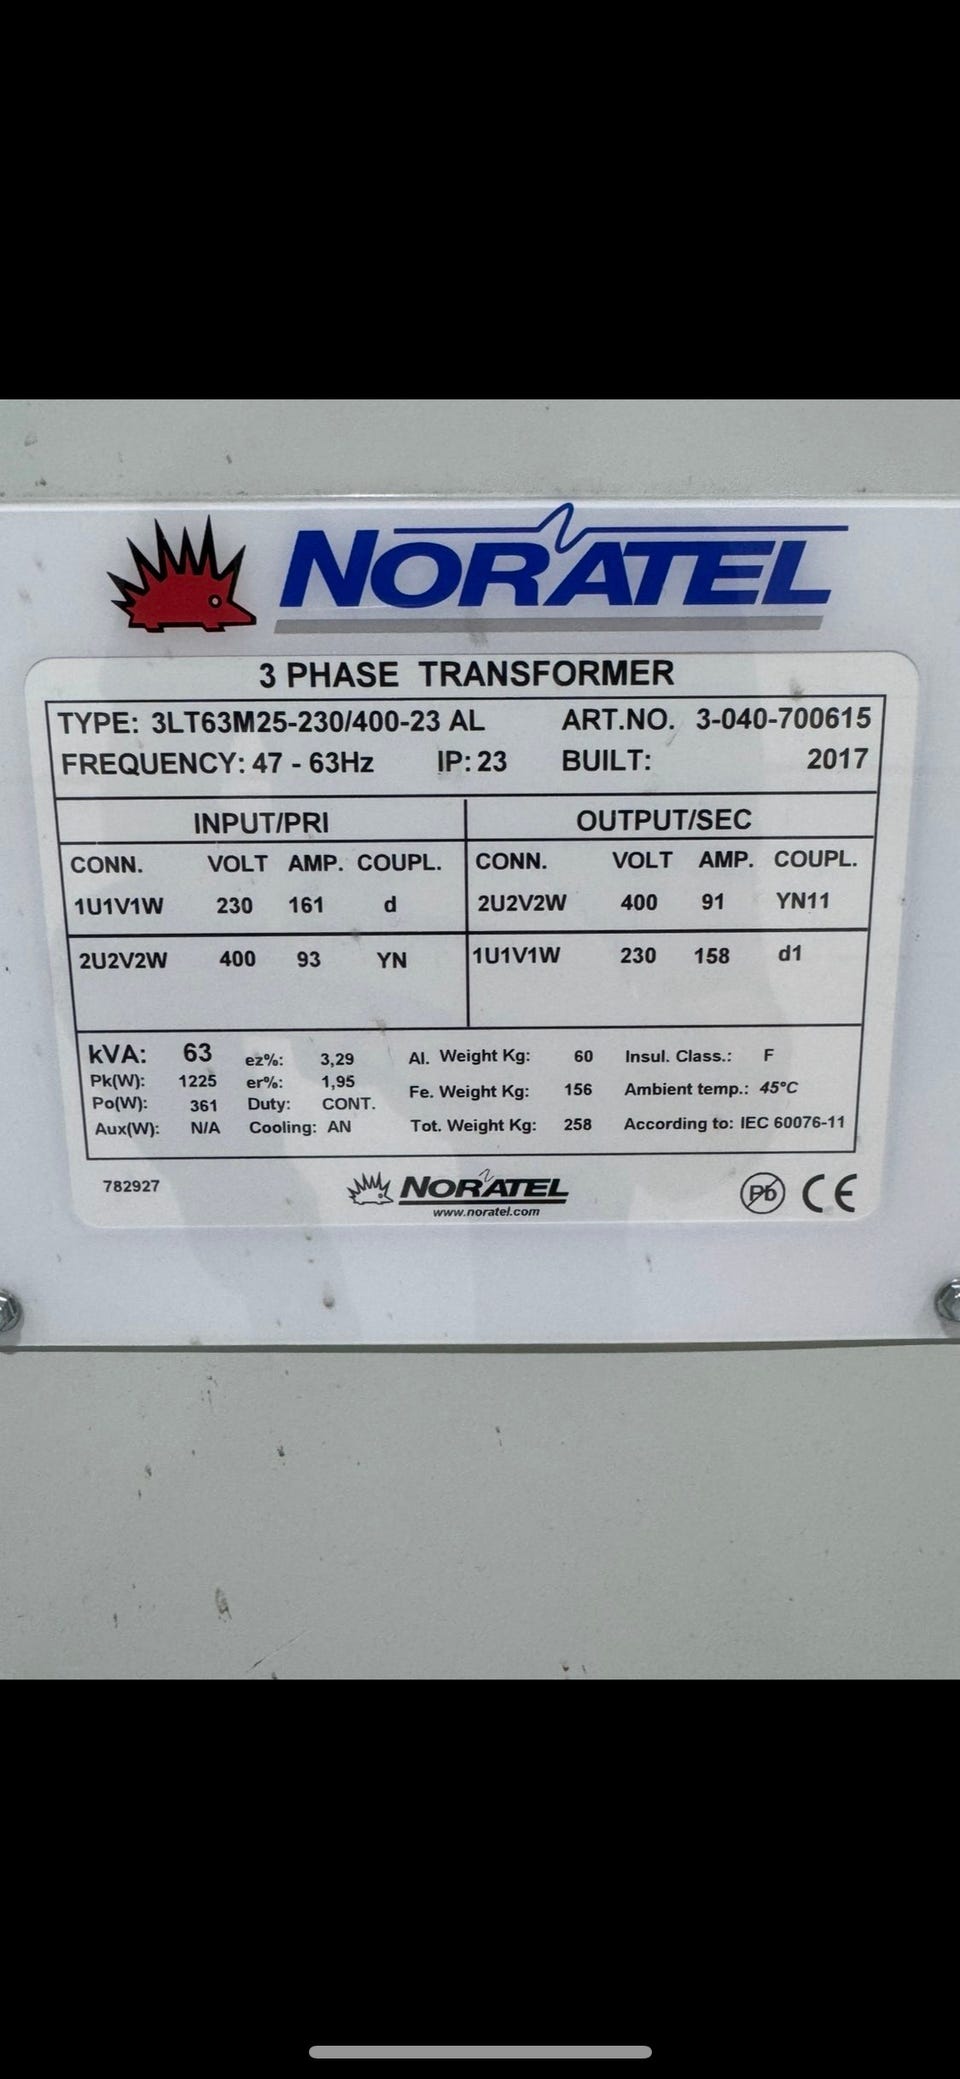 NORATEL
3 PHASE TRANSFORMER
TYPE: 3LT63M25-230/400-23 AL ART.NO. 3-040-700615
FREQUENCY: 47 - 63Hz IP: 23 BUILT: 2017
INPUT/PRI OUTPUT/SEC
CONN. VOLT AMP. COUPL. CONN. VOLT AMP. COUPL.
1U1V1W 230 161 d 2U2V2W 400 91 YN11
2U2V2W 400 93 YN 1U1V1W 230 158 d1
kVA: 63 ez%: 3,29 Al. Weight Kg: 60 Insul. Class.: F
Pk(W): 1225 er%: 1,95 Fe. Weight Kg: 156 Ambient temp.: 45°C
Po(W): 361 Duty: CONT. Tot. Weight Kg: 258 According to: IEC 60076-11
Aux(W): N/A Cooling: AN
782927 NORATEL Pb CE
www.noratel.com